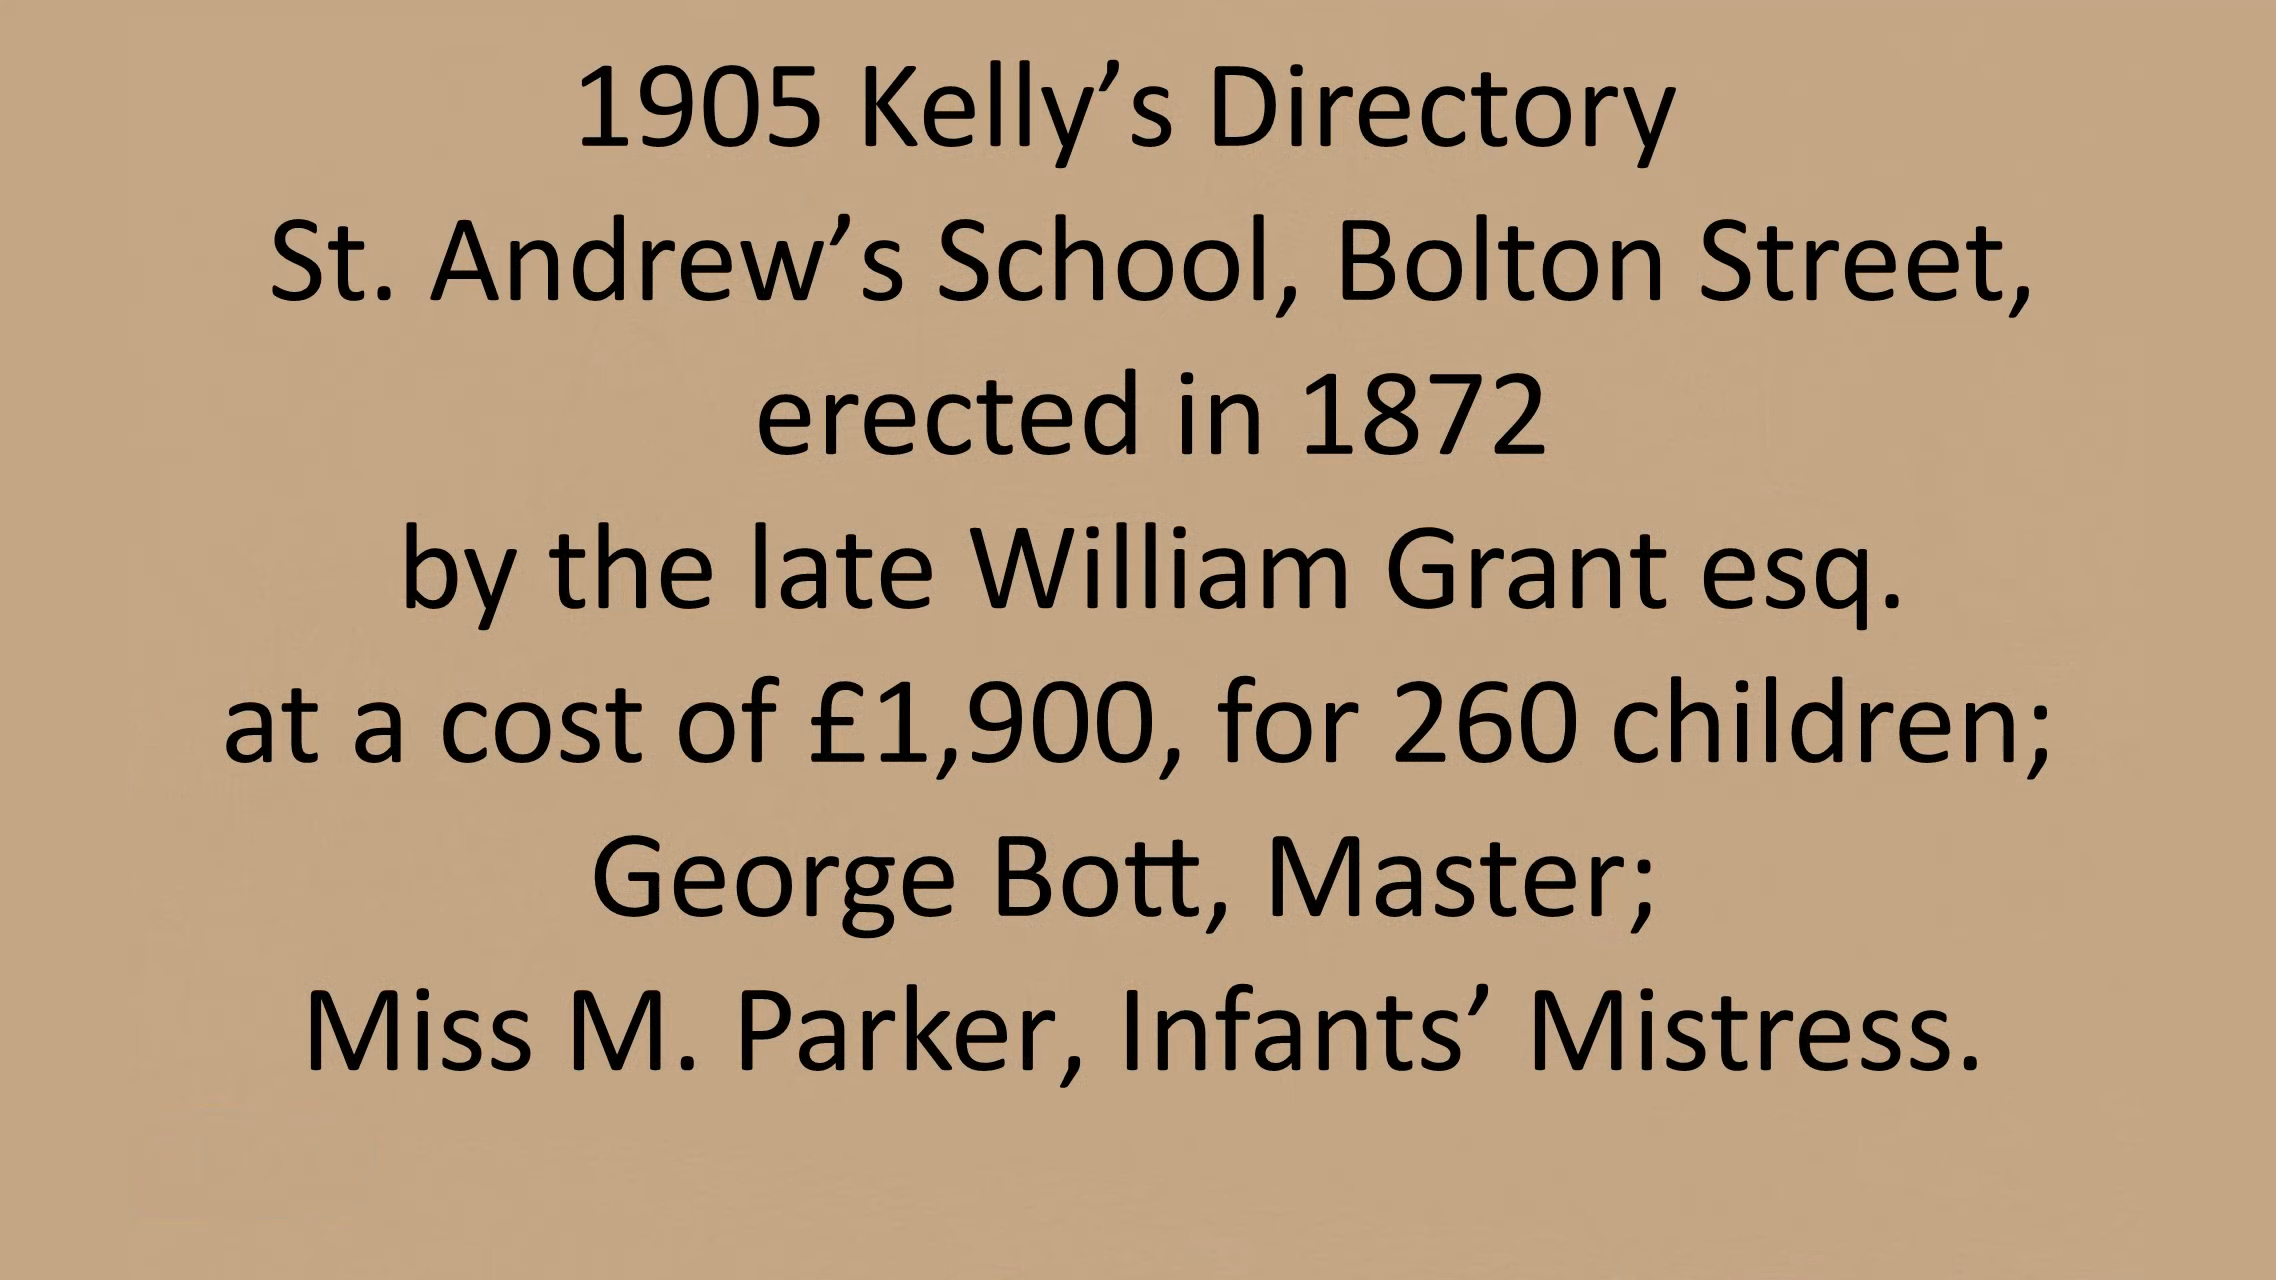 1905 Kelly’s Directory
St. Andrew’s School, Bolton Street,
erected in 1872
by the late William Grant esq.
at a cost of £1,900, for 260 children;
George Bott, Master;
Miss M. Parker, Infants’ Mistress.